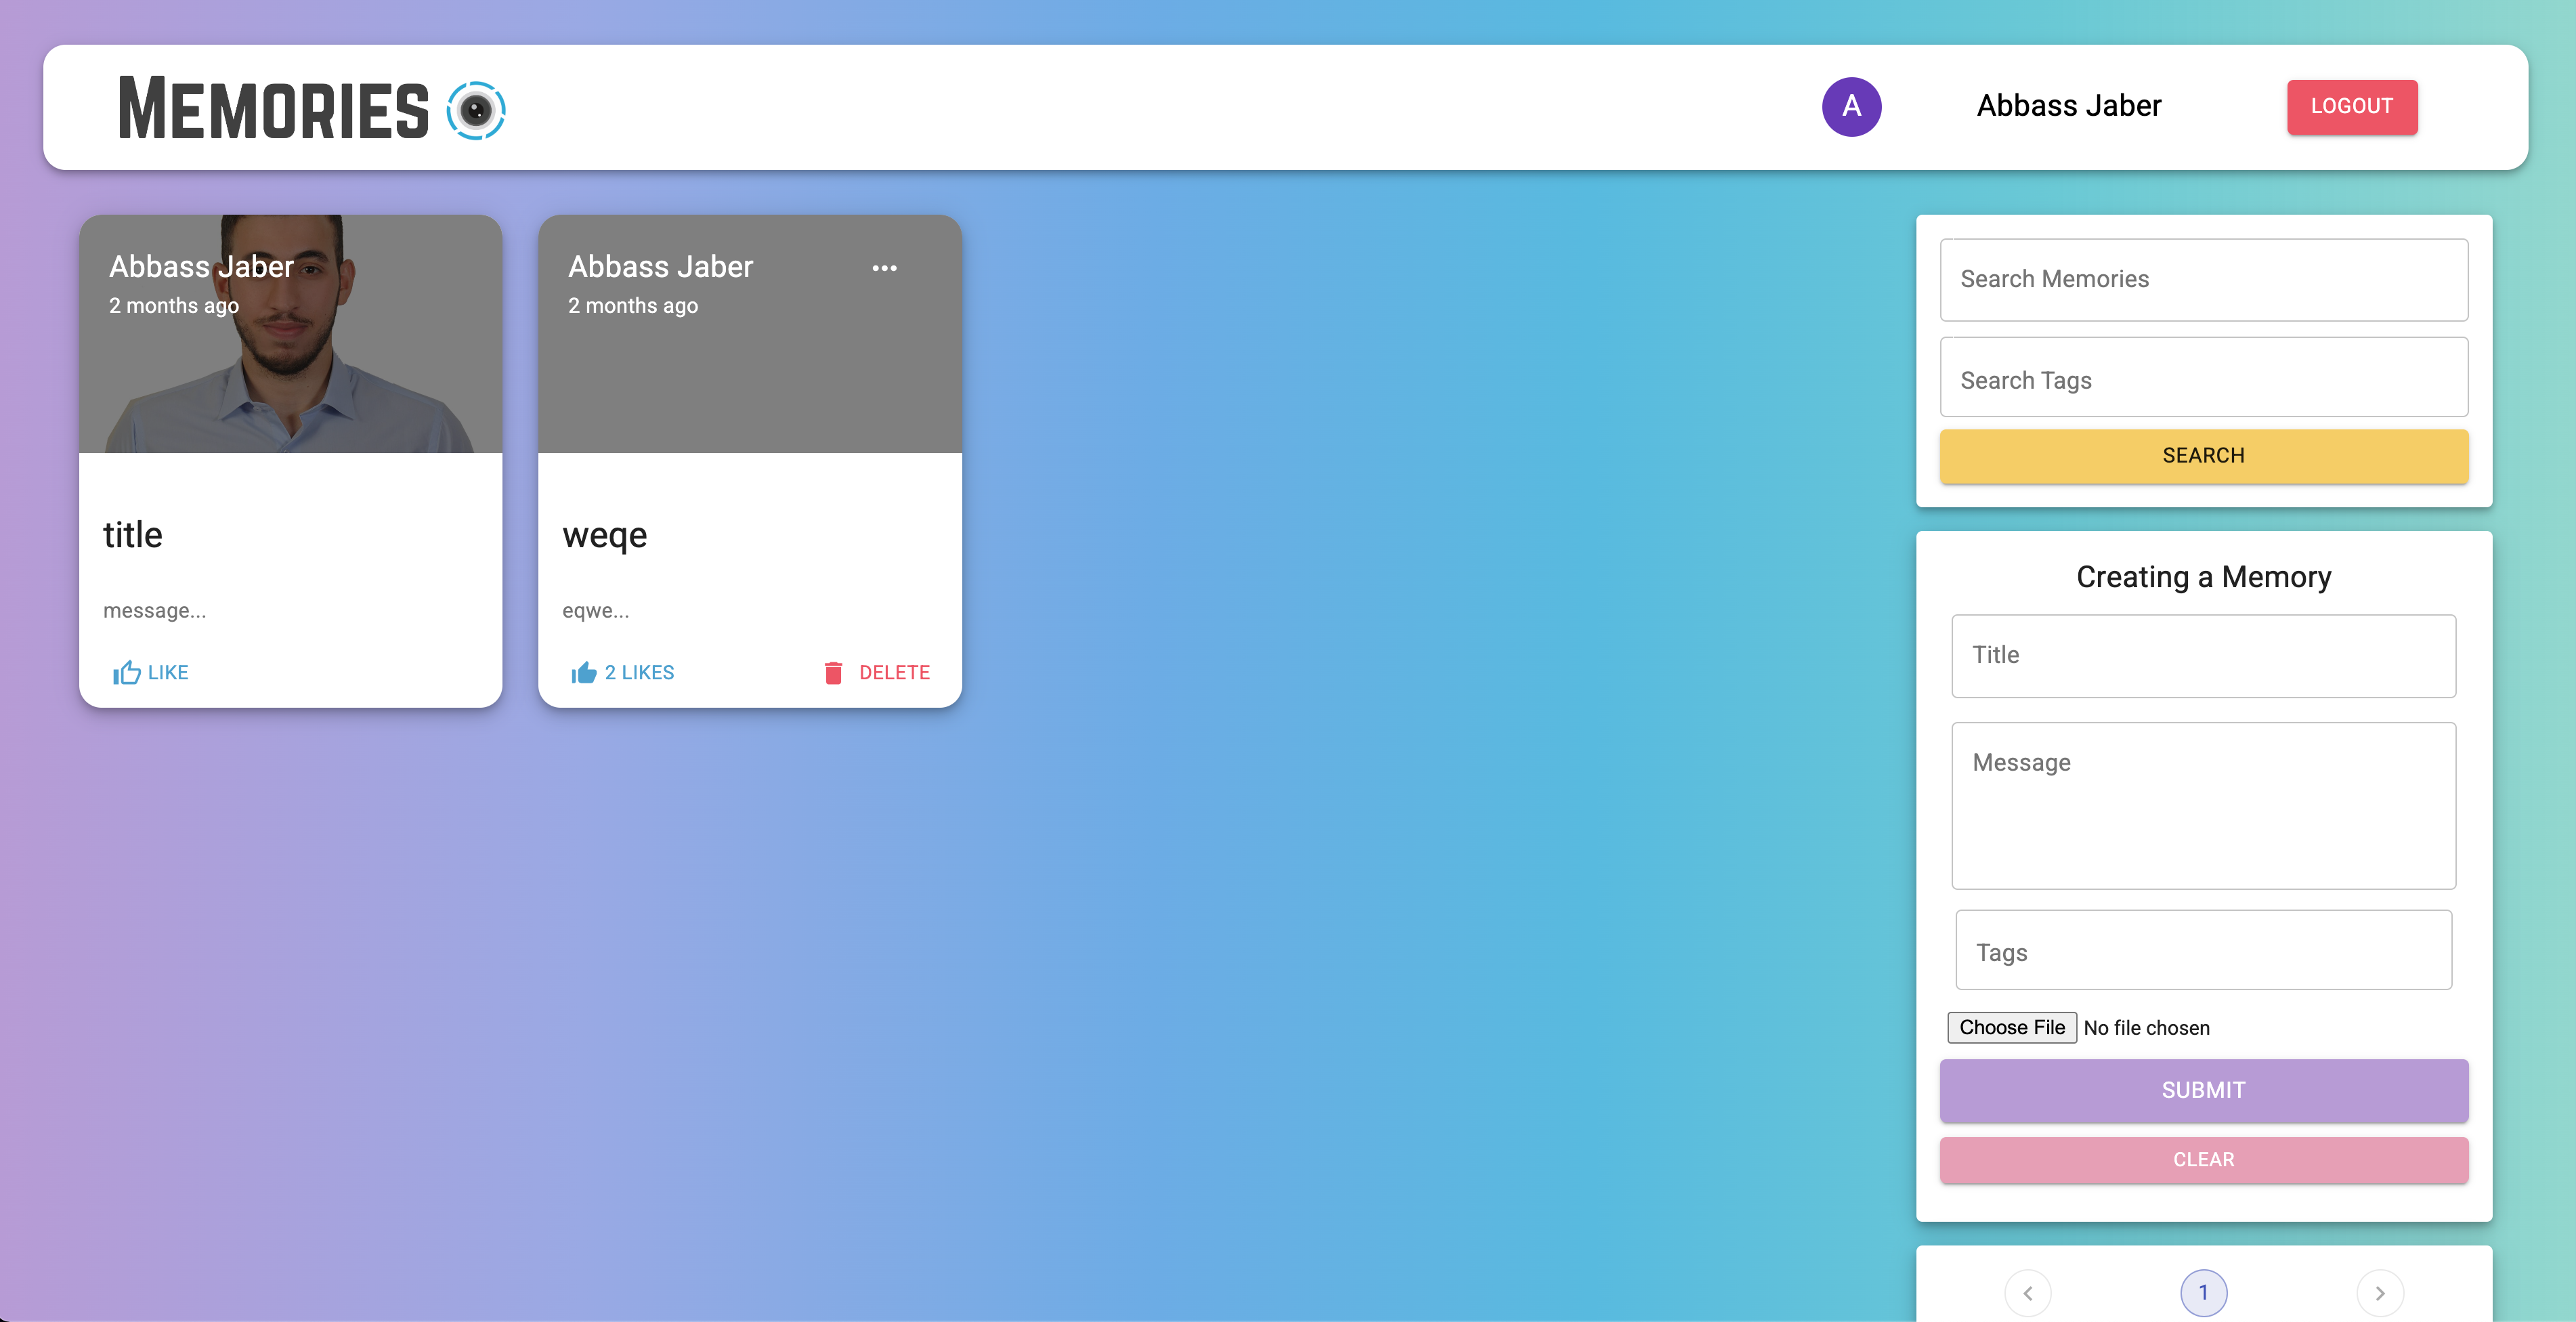 MEMORIES
A
Abbass Jaber
LOGOUT
Abbass Jaber
2 months ago
title
message...
LIKE
Abbass Jaber
2 months ago
weqe
eqwe...
2 LIKES
DELETE
Search Memories
Search Tags
SEARCH
Creating a Memory
Title
Message
Tags
Choose File No file chosen
SUBMIT
CLEAR
1